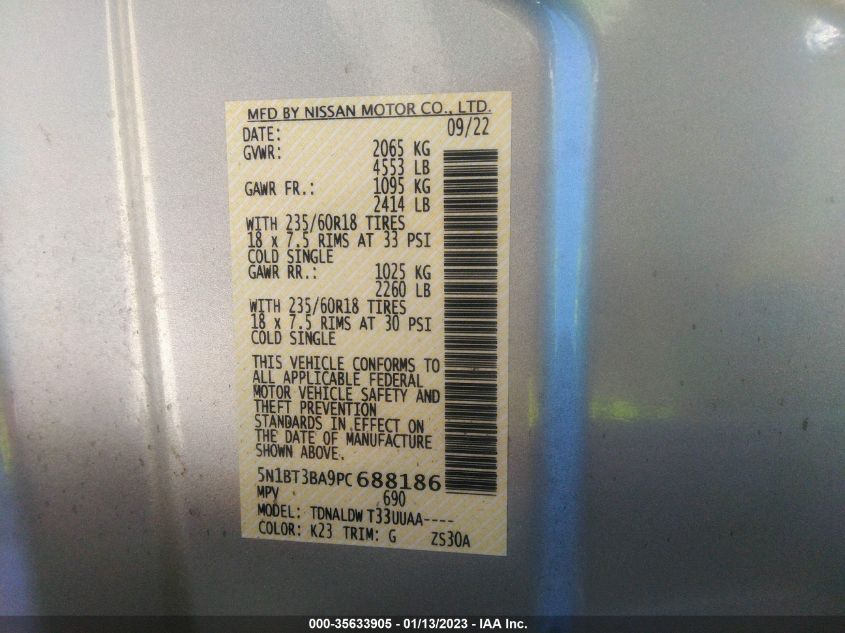 MFD BY NISSAN MOTOR CO., LTD.
DATE: 09/22
GVWR: 2065 KG
4553 LB
GAWR FR.: 1095 KG
2414 LB
WITH 235/60R18 TIRES
18 x 7.5 RIMS AT 33 PSI
COLD SINGLE
GAWR RR.: 1025 KG
2260 LB
WITH 235/60R18 TIRES
18 x 7.5 RIMS AT 30 PSI
COLD SINGLE
THIS VEHICLE CONFORMS TO
ALL APPLICABLE FEDERAL
MOTOR VEHICLE SAFETY AND
THEFT PREVENTION
STANDARDS IN EFFECT ON
THE DATE OF MANUFACTURE
SHOWN ABOVE.
5N1BT3BA9PC 688186
MPV 690
MODEL: TDNALDW T33UUAA----
COLOR: K23 TRIM: G ZS30A
000-35633905 - 01/13/2023 - IAA Inc.